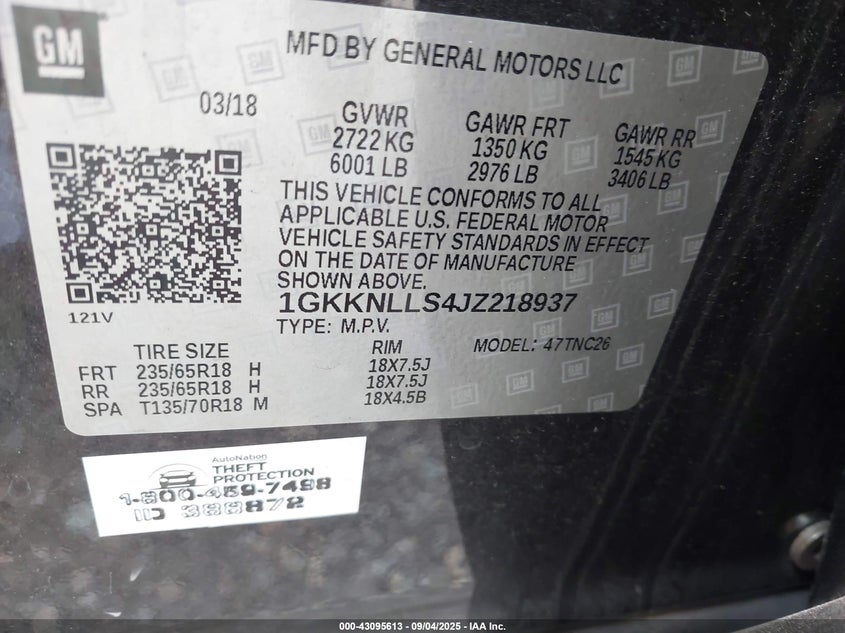 GM
MFD BY GENERAL MOTORS LLC
03/18
GVWR
2722 KG
6001 LB
GAWR FRT
1350 KG
2976 LB
GAWR RR
1545 KG
3406 LB
THIS VEHICLE CONFORMS TO ALL
APPLICABLE U.S. FEDERAL MOTOR
VEHICLE SAFETY STANDARDS IN EFFECT
ON THE DATE OF MANUFACTURE
SHOWN ABOVE.
1GKKNLLS4JZ218937
TYPE: M.P.V.
MODEL: 47TNC26
121V
TIRE SIZE RIM
FRT 235/65R18 H 18X7.5J
RR 235/65R18 H 18X7.5J
SPA T135/70R18 M 18X4.5B
AutoNation
THEFT
PROTECTION
1-800-459-7498
ID 388872
000-43095613 - 09/04/2025 - IAA Inc.